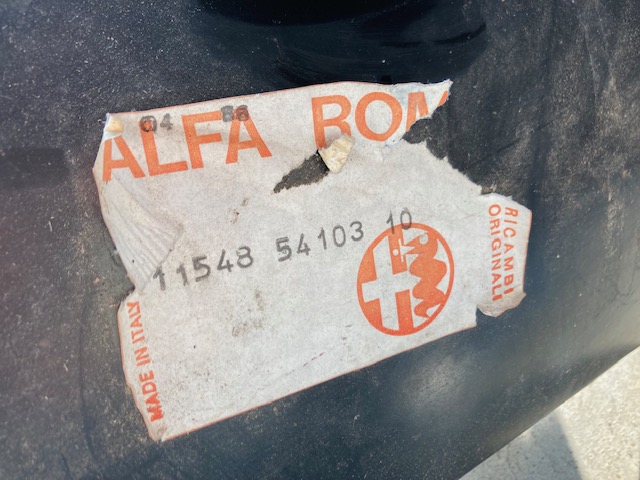 04 86
ALFA ROM
11548 54103 10
RICAMBI
ORIGINALI
MADE IN ITALY